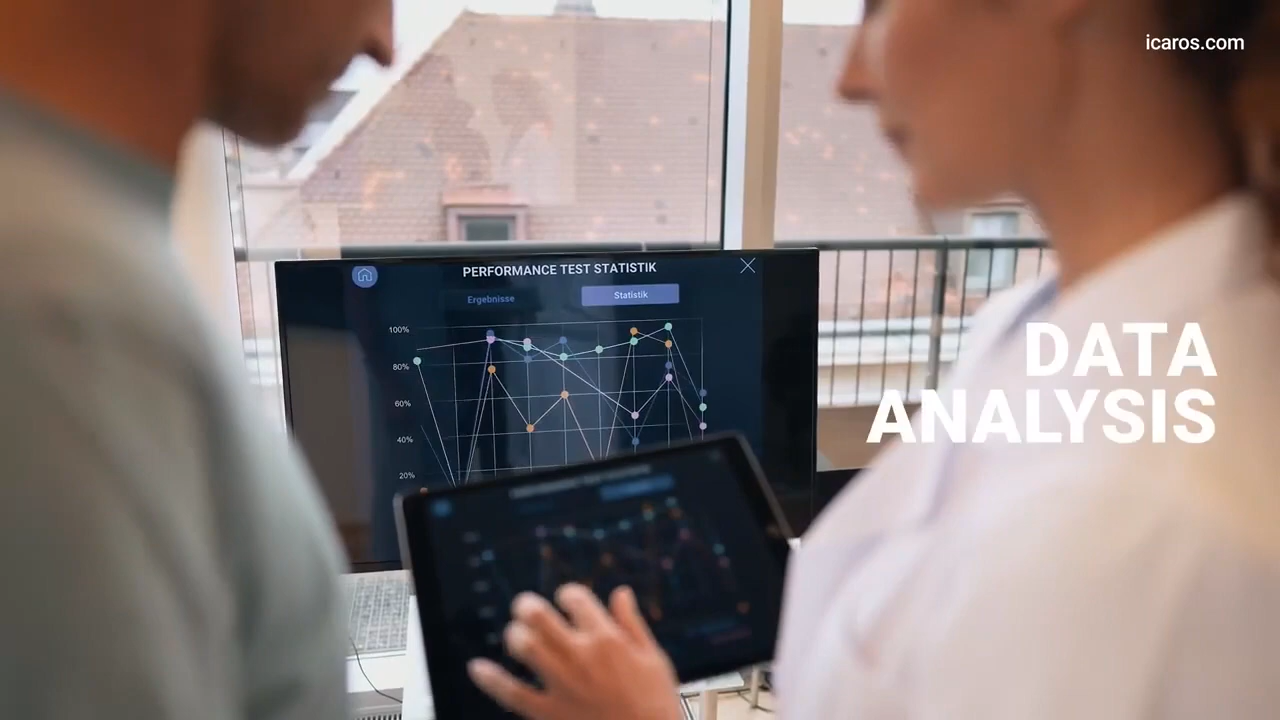 icaros.com
PERFORMANCE TEST STATISTIK
Ergebnisse
Statistik
100%
80%
60%
40%
20%
DATA
ANALYSIS